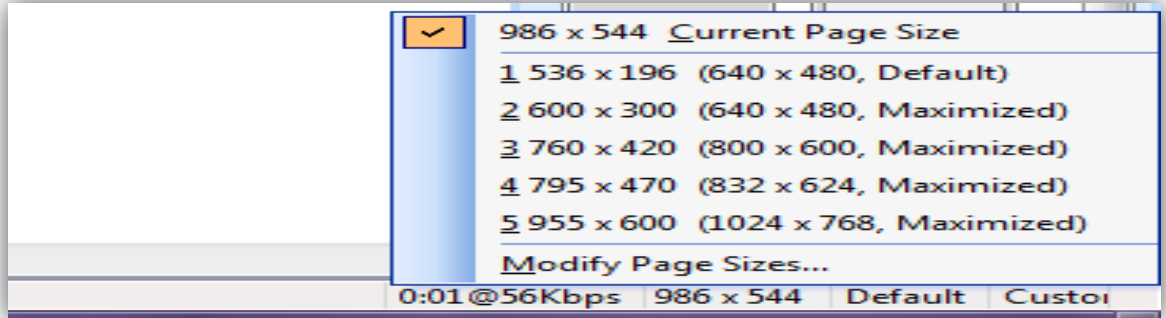 986 x 544 Current Page Size
1 536 x 196 (640 x 480, Default)
2 600 x 300 (640 x 480, Maximized)
3 760 x 420 (800 x 600, Maximized)
4 795 x 470 (832 x 624, Maximized)
5 955 x 600 (1024 x 768, Maximized)
Modify Page Sizes...
0:01@56Kbps 986 x 544 Default